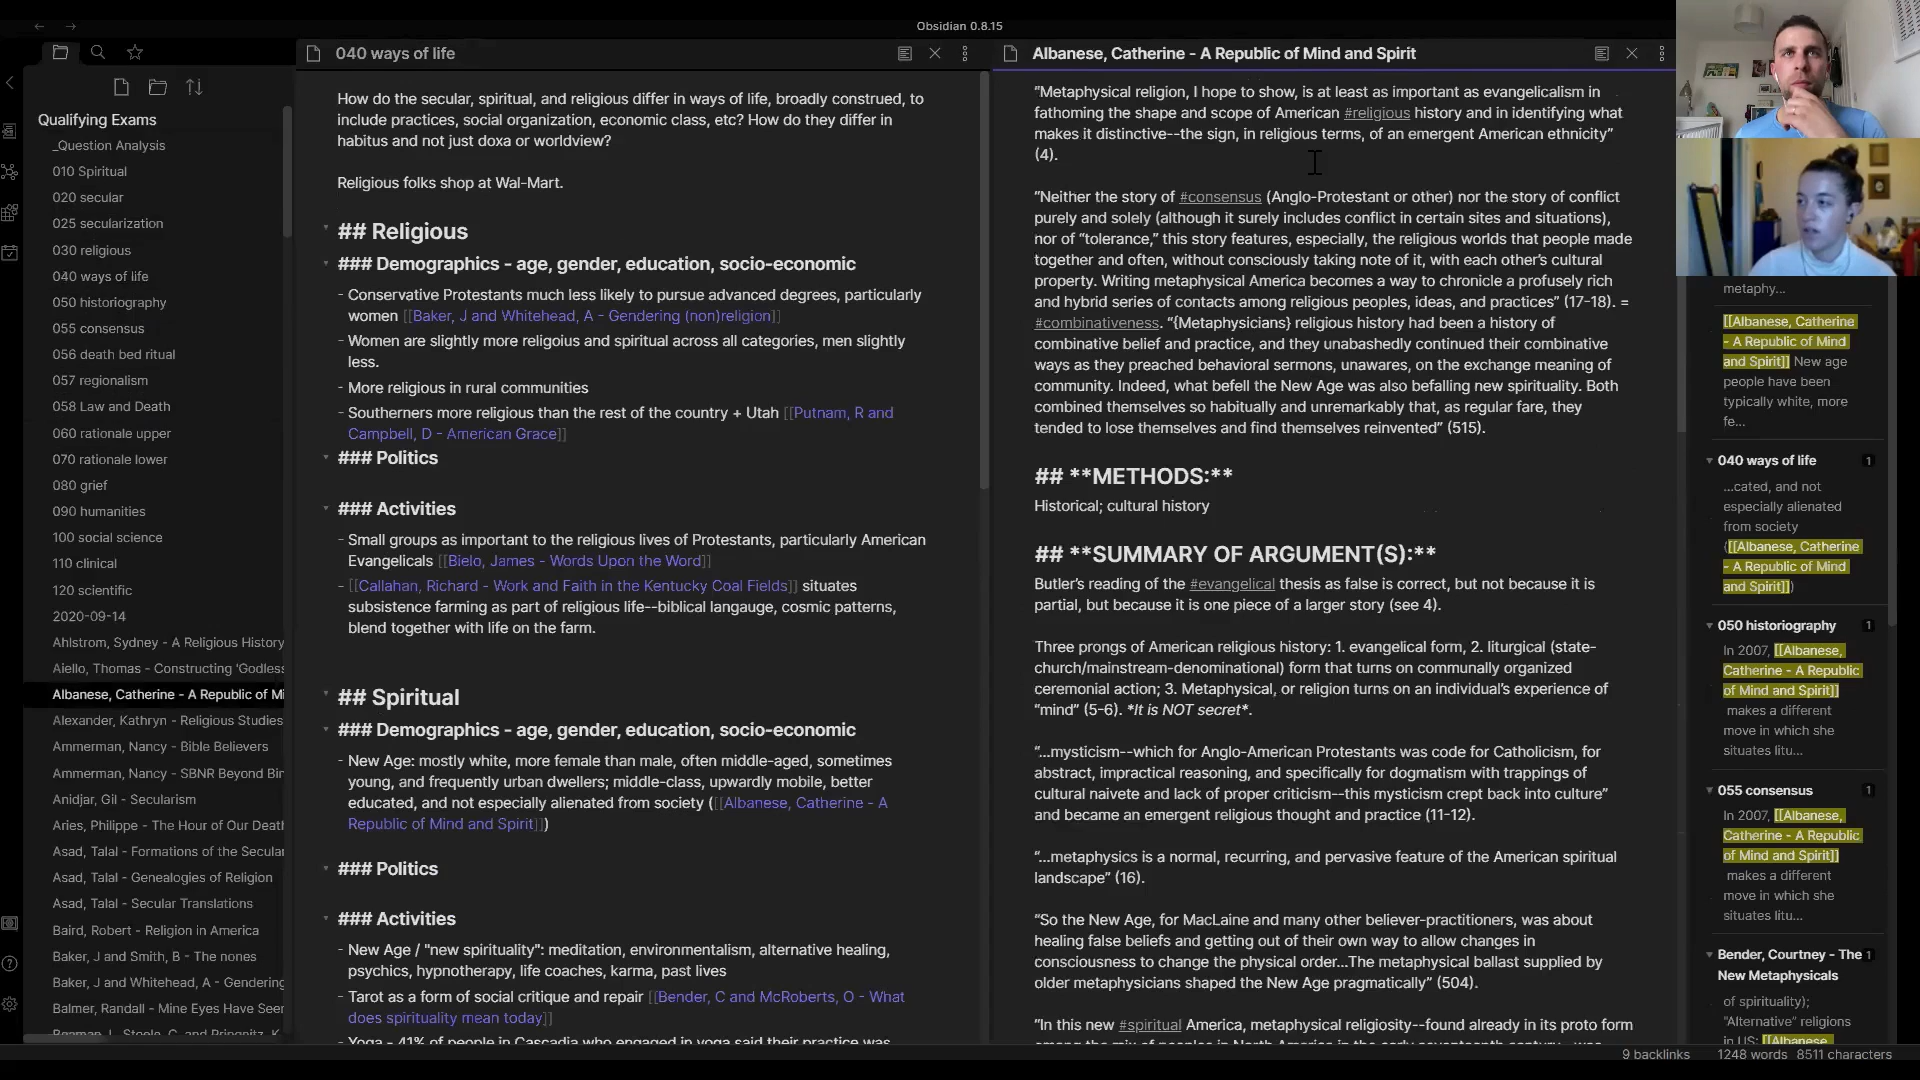 Obsidian 0.8.15
Qualifying Exams
_Question Analysis
010 Spiritual
020 secular
025 secularization
030 religious
040 ways of life
050 historiography
055 consensus
056 death bed ritual
057 regionalism
058 Law and Death
060 rationale upper
070 rationale lower
080 grief
090 humanities
100 social science
110 clinical
120 scientific
2020-09-14
Ahlstrom, Sydney - A Religious History
Aiello, Thomas - Constructing 'Godless
Albanese, Catherine - A Republic of Mi
Alexander, Kathryn - Religious Studies
Ammerman, Nancy - Bible Believers
Ammerman, Nancy - SBNR Beyond Bin
Anidjar, Gil - Secularism
Aries, Philippe - The Hour of Our Death
Asad, Talal - Formations of the Secular
Asad, Talal - Genealogies of Religion
Asad, Talal - Secular Translations
Baird, Robert - Religion in America
Baker, J and Smith, B - The nones
Baker, J and Whitehead, A - Gendering
Balmer, Randall - Mine Eyes Have Seen
040 ways of life
How do the secular, spiritual, and religious differ in ways of life, broadly construed, to
include practices, social organization, economic class, etc? How do they differ in
habitus and not just doxa or worldview?
Religious folks shop at Wal-Mart.
## Religious
### Demographics - age, gender, education, socio-economic
- Conservative Protestants much less likely to pursue advanced degrees, particularly
women [[Baker, J and Whitehead, A - Gendering (non)religion]]
- Women are slightly more religoius and spiritual across all categories, men slightly
less.
- More religious in rural communities
- Southerners more religious than the rest of the country + Utah [[Putnam, R and
Campbell, D - American Grace]]
### Politics
### Activities
- Small groups as important to the religious lives of Protestants, particularly American
Evangelicals [[Bielo, James - Words Upon the Word]]
- [[Callahan, Richard - Work and Faith in the Kentucky Coal Fields]] situates
subsistence farming as part of religious life--biblical langauge, cosmic patterns,
blend together with life on the farm.
## Spiritual
### Demographics - age, gender, education, socio-economic
- New Age: mostly white, more female than male, often middle-aged, sometimes
young, and frequently urban dwellers; middle-class, upwardly mobile, better
educated, and not especially alienated from society ([[Albanese, Catherine - A
Republic of Mind and Spirit]])
### Politics
### Activities
- New Age / "new spirituality": meditation, environmentalism, alternative healing,
psychics, hypnotherapy, life coaches, karma, past lives
- Tarot as a form of social critique and repair [[Bender, C and McRoberts, O - What
does spirituality mean today]]
- Yoga - 41% of people in Cascadia who engaged in yoga said their practice was
Albanese, Catherine - A Republic of Mind and Spirit
"Metaphysical religion, I hope to show, is at least as important as evangelicalism in
fathoming the shape and scope of American #religious history and in identifying what
makes it distinctive--the sign, in religious terms, of an emergent American ethnicity"
(4).
"Neither the story of #consensus (Anglo-Protestant or other) nor the story of conflict
purely and solely (although it surely includes conflict in certain sites and situations),
nor of "tolerance," this story features, especially, the religious worlds that people made
together and often, without consciously taking note of it, with each other's cultural
property. Writing metaphysical America becomes a way to chronicle a profusely rich
and hybrid series of contacts among religious peoples, ideas, and practices" (17-18). =
#combinativeness. "{Metaphysicians} religious history had been a history of
combinative belief and practice, and they unabashedly continued their combinative
ways as they preached behavioral sermons, unawares, on the exchange meaning of
community. Indeed, what befell the New Age was also befalling new spirituality. Both
combined themselves so habitually and unremarkably that, as regular fare, they
tended to lose themselves and find themselves reinvented" (515).
## **METHODS:**
Historical; cultural history
## **SUMMARY OF ARGUMENT(S):**
Butler's reading of the #evangelical thesis as false is correct, but not because it is
partial, but because it is one piece of a larger story (see 4).
Three prongs of American religious history: 1. evangelical form, 2. liturgical (state-
church/mainstream-denominational) form that turns on communally organized
ceremonial action; 3. Metaphysical, or religion turns on an individual's experience of
"mind" (5-6). *It is NOT secret*.
"...mysticism--which for Anglo-American Protestants was code for Catholicism, for
abstract, impractical reasoning, and specifically for dogmatism with trappings of
cultural naivete and lack of proper criticism--this mysticism crept back into culture"
and became an emergent religious thought and practice (11-12).
"...metaphysics is a normal, recurring, and pervasive feature of the American spiritual
landscape" (16).
"So the New Age, for MacLaine and many other believer-practitioners, was about
healing false beliefs and getting out of their own way to allow changes in
consciousness to change the physical order...The metaphysical ballast supplied by
older metaphysicians shaped the New Age pragmatically" (504).
"In this new #spiritual America, metaphysical religiosity--found already in its proto form
metaphy...
[[Albanese, Catherine
- A Republic of Mind
and Spirit]] New age
people have been
typically white, more
fe...
040 ways of life 1
...cated, and not
especially alienated
from society
([[Albanese, Catherine
- A Republic of Mind
and Spirit]])
050 historiography 1
In 2007, [[Albanese,
Catherine - A Republic
of Mind and Spirit]]
makes a different
move in which she
situates litu...
055 consensus 1
In 2007, [[Albanese,
Catherine - A Republic
of Mind and Spirit]]
makes a different
move in which she
situates litu...
Bender, Courtney - The 1
New Metaphysicals
of spirituality);
"Alternative" religions
in US; [[Albanese,
9 backlinks 1248 words 8511 characters